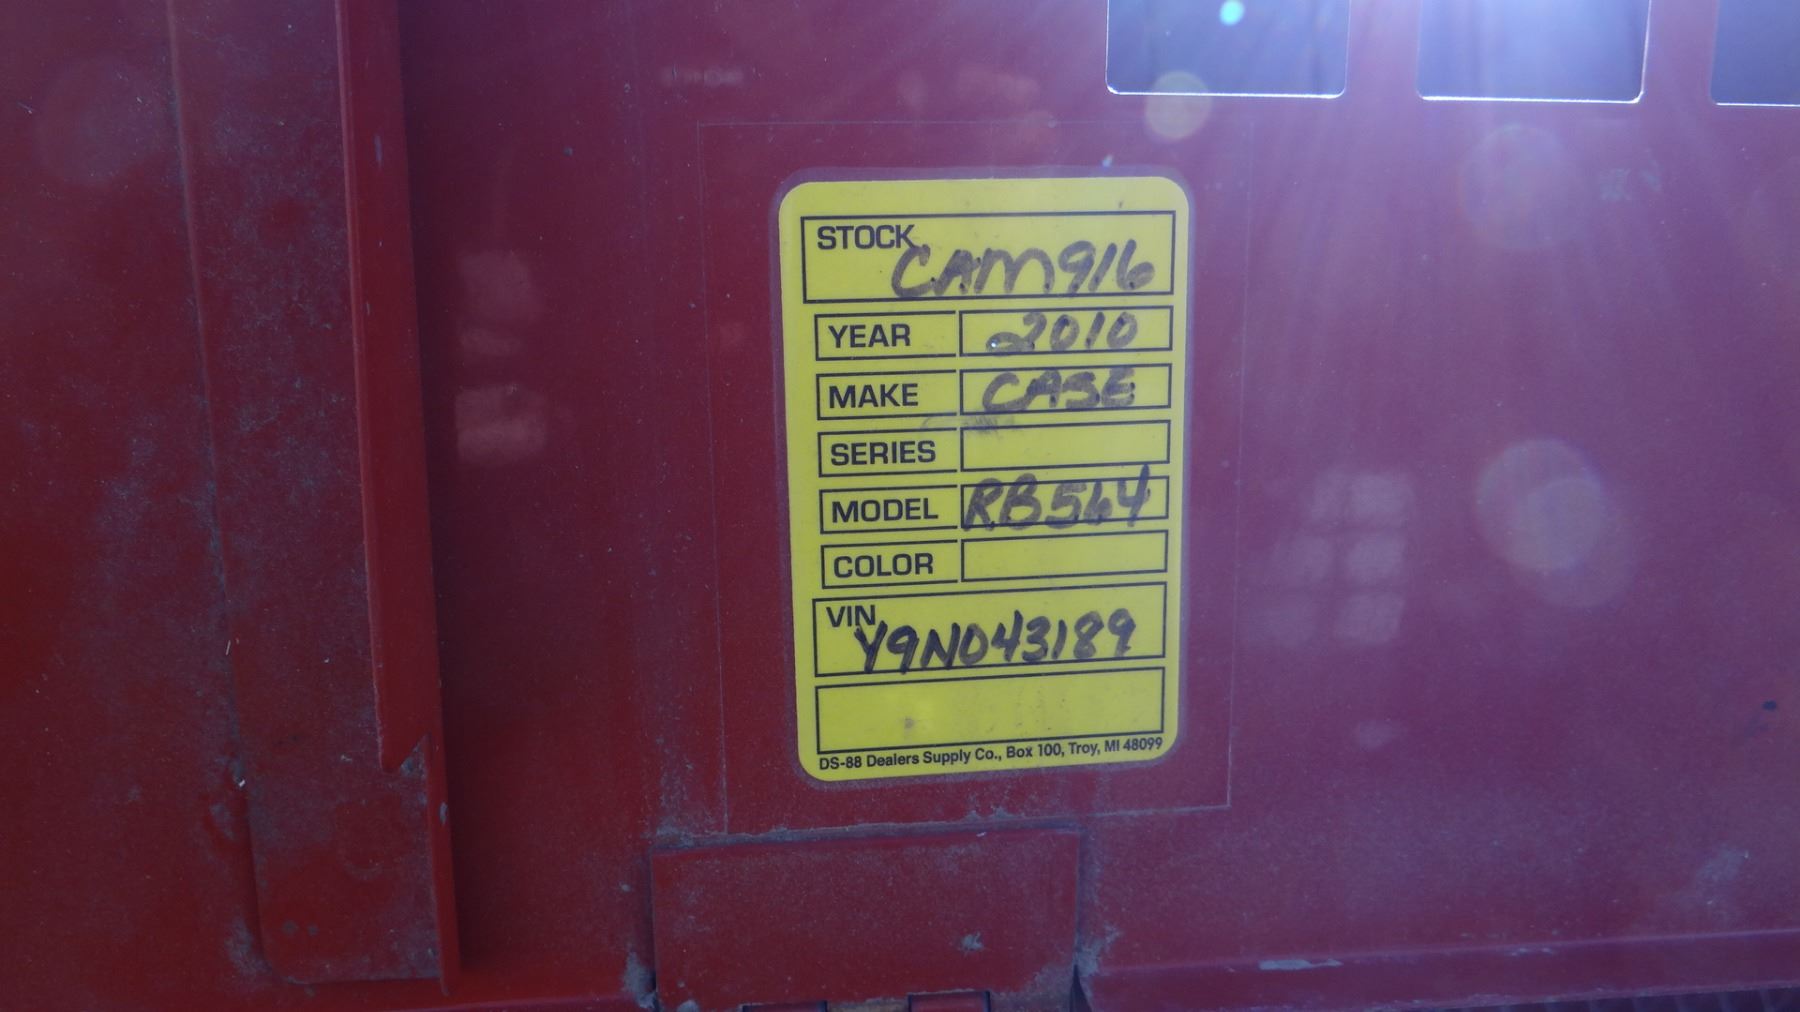 STOCK
CAM916
YEAR 2010
MAKE CASE
SERIES
MODEL RB564
COLOR
VIN
Y9N043189
DS-88 Dealers Supply Co., Box 100, Troy, MI 48099